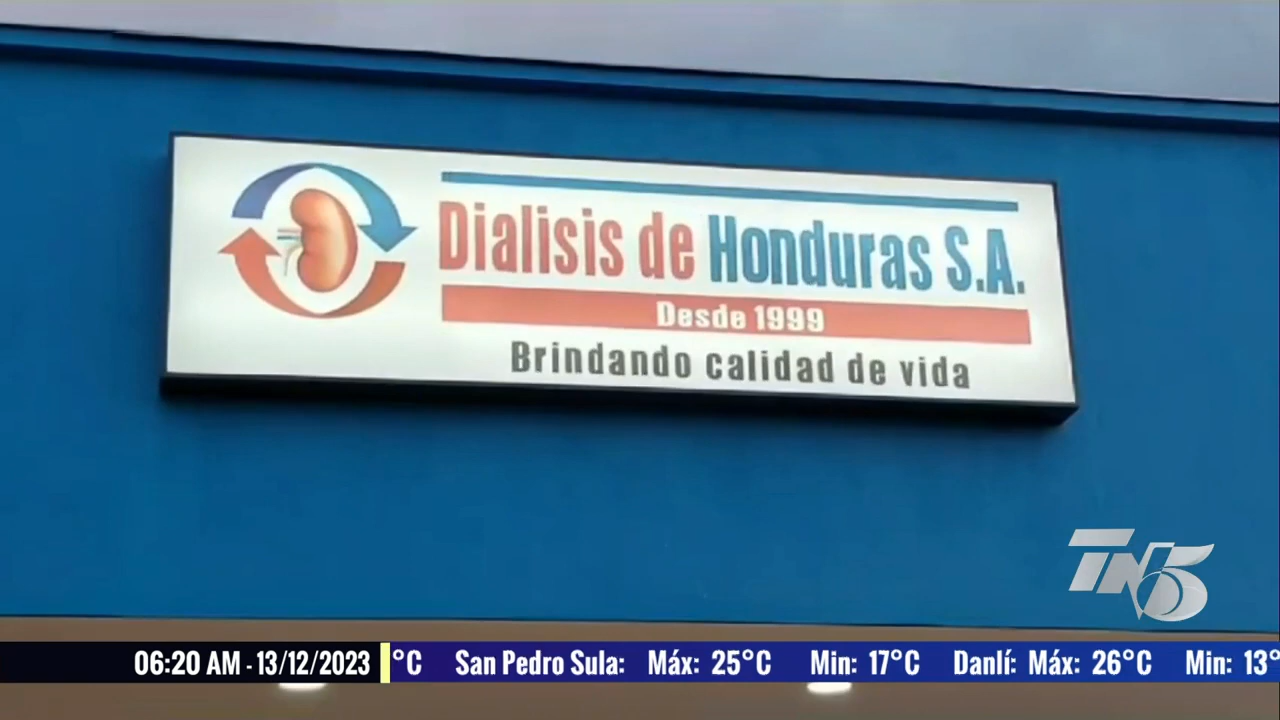 Dialisis de Honduras S.A.
Desde 1999
Brindando calidad de vida
TN5
06:20 AM - 13/12/2023 °C San Pedro Sula: Máx: 25°C Min: 17°C Danlí: Máx: 26°C Min: 13°